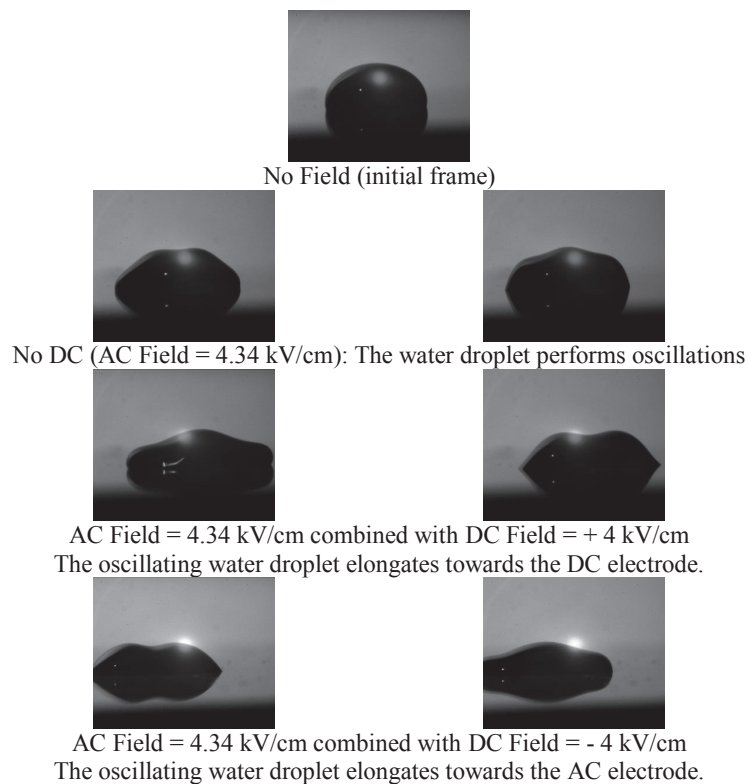 No Field (initial frame)
No DC (AC Field = 4.34 kV/cm): The water droplet performs oscillations
AC Field = 4.34 kV/cm combined with DC Field = + 4 kV/cm
The oscillating water droplet elongates towards the DC electrode.
AC Field = 4.34 kV/cm combined with DC Field = - 4 kV/cm
The oscillating water droplet elongates towards the AC electrode.